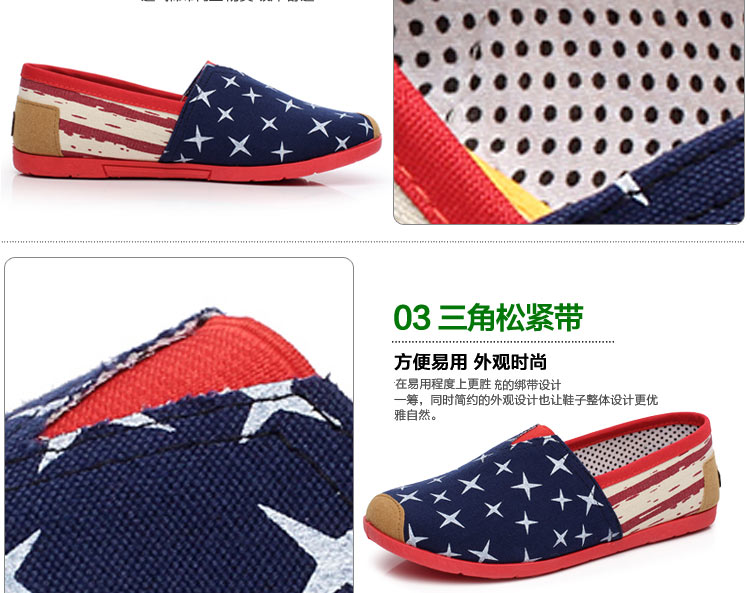 03 三角松紧带
方便易用 外观时尚
在易用程度上更胜 统的绑带设计
一筹，同时简约的外观设计也让鞋子整体设计更优
雅自然。